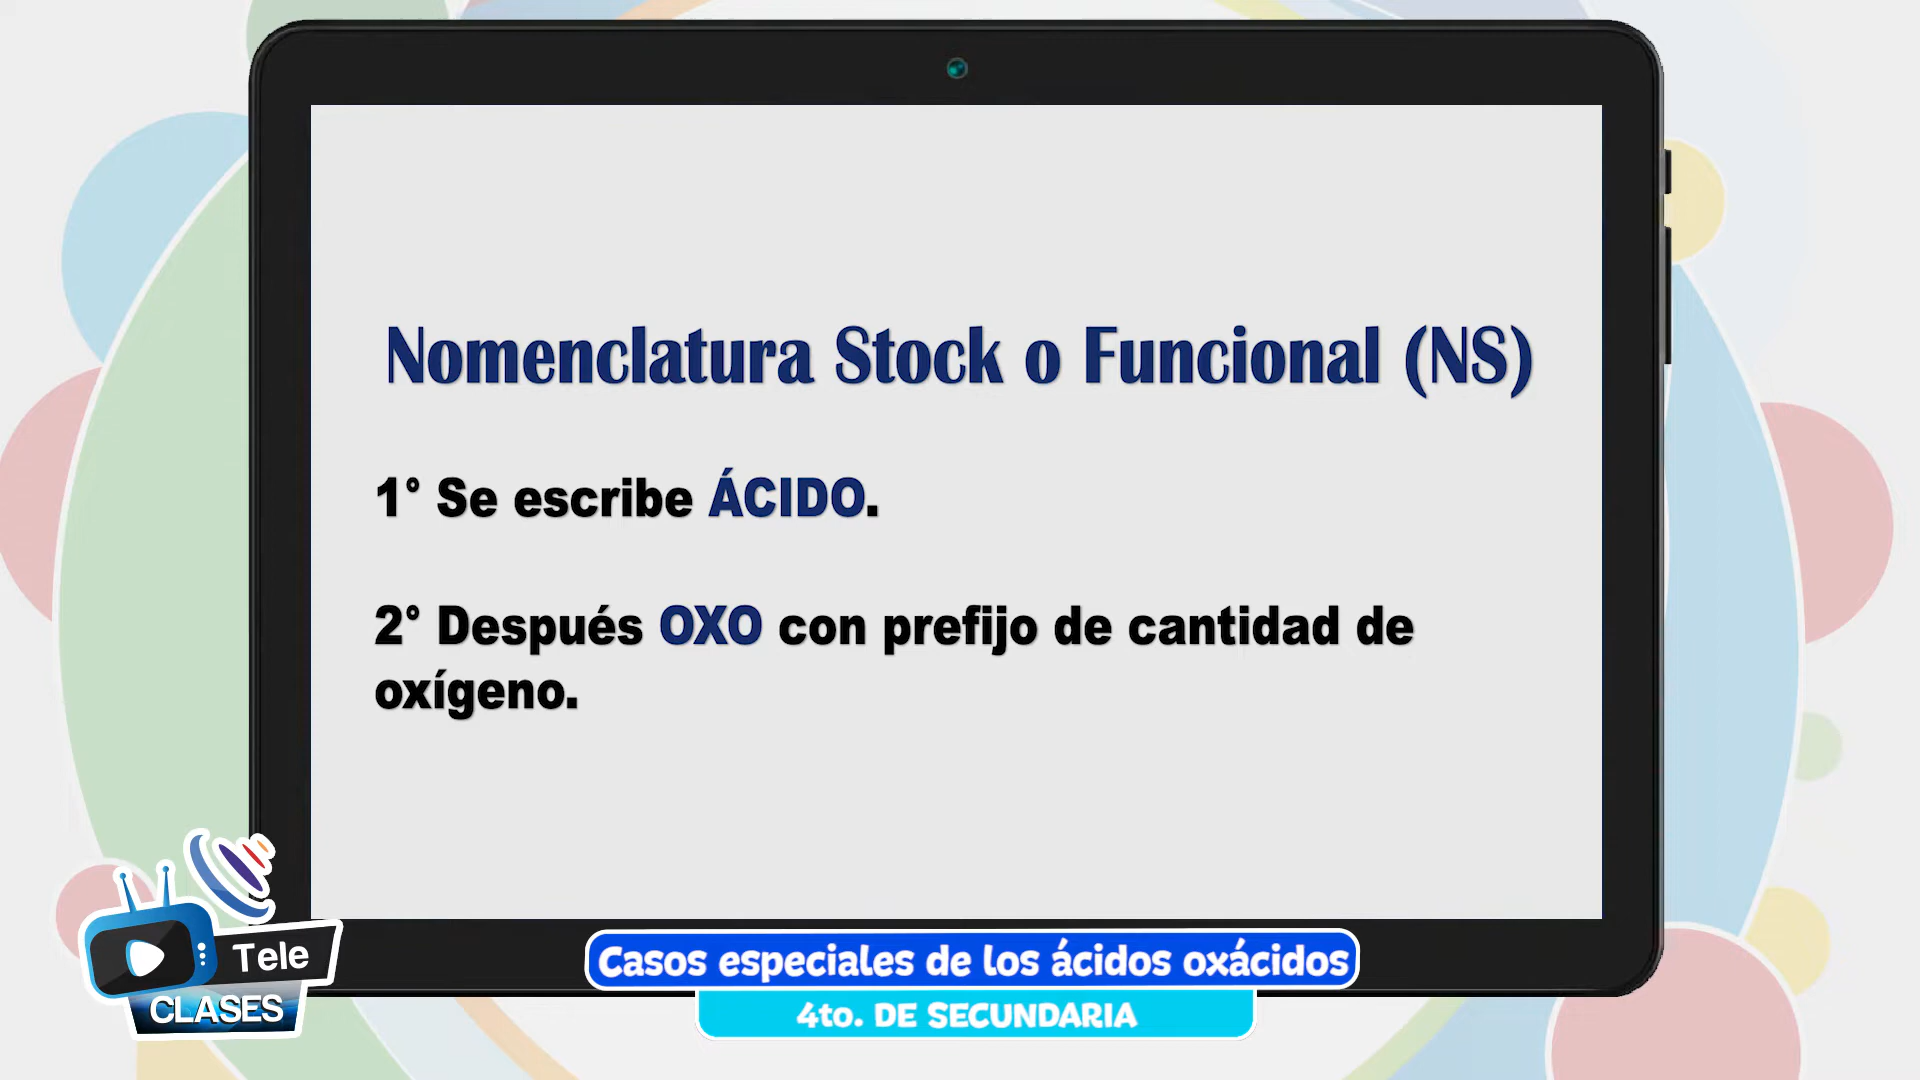 Nomenclatura Stock o Funcional (NS)
1° Se escribe ÁCIDO.
2° Después OXO con prefijo de cantidad de
oxígeno.
Tele
CLASES
Casos especiales de los ácidos oxácidos
4to. DE SECUNDARIA